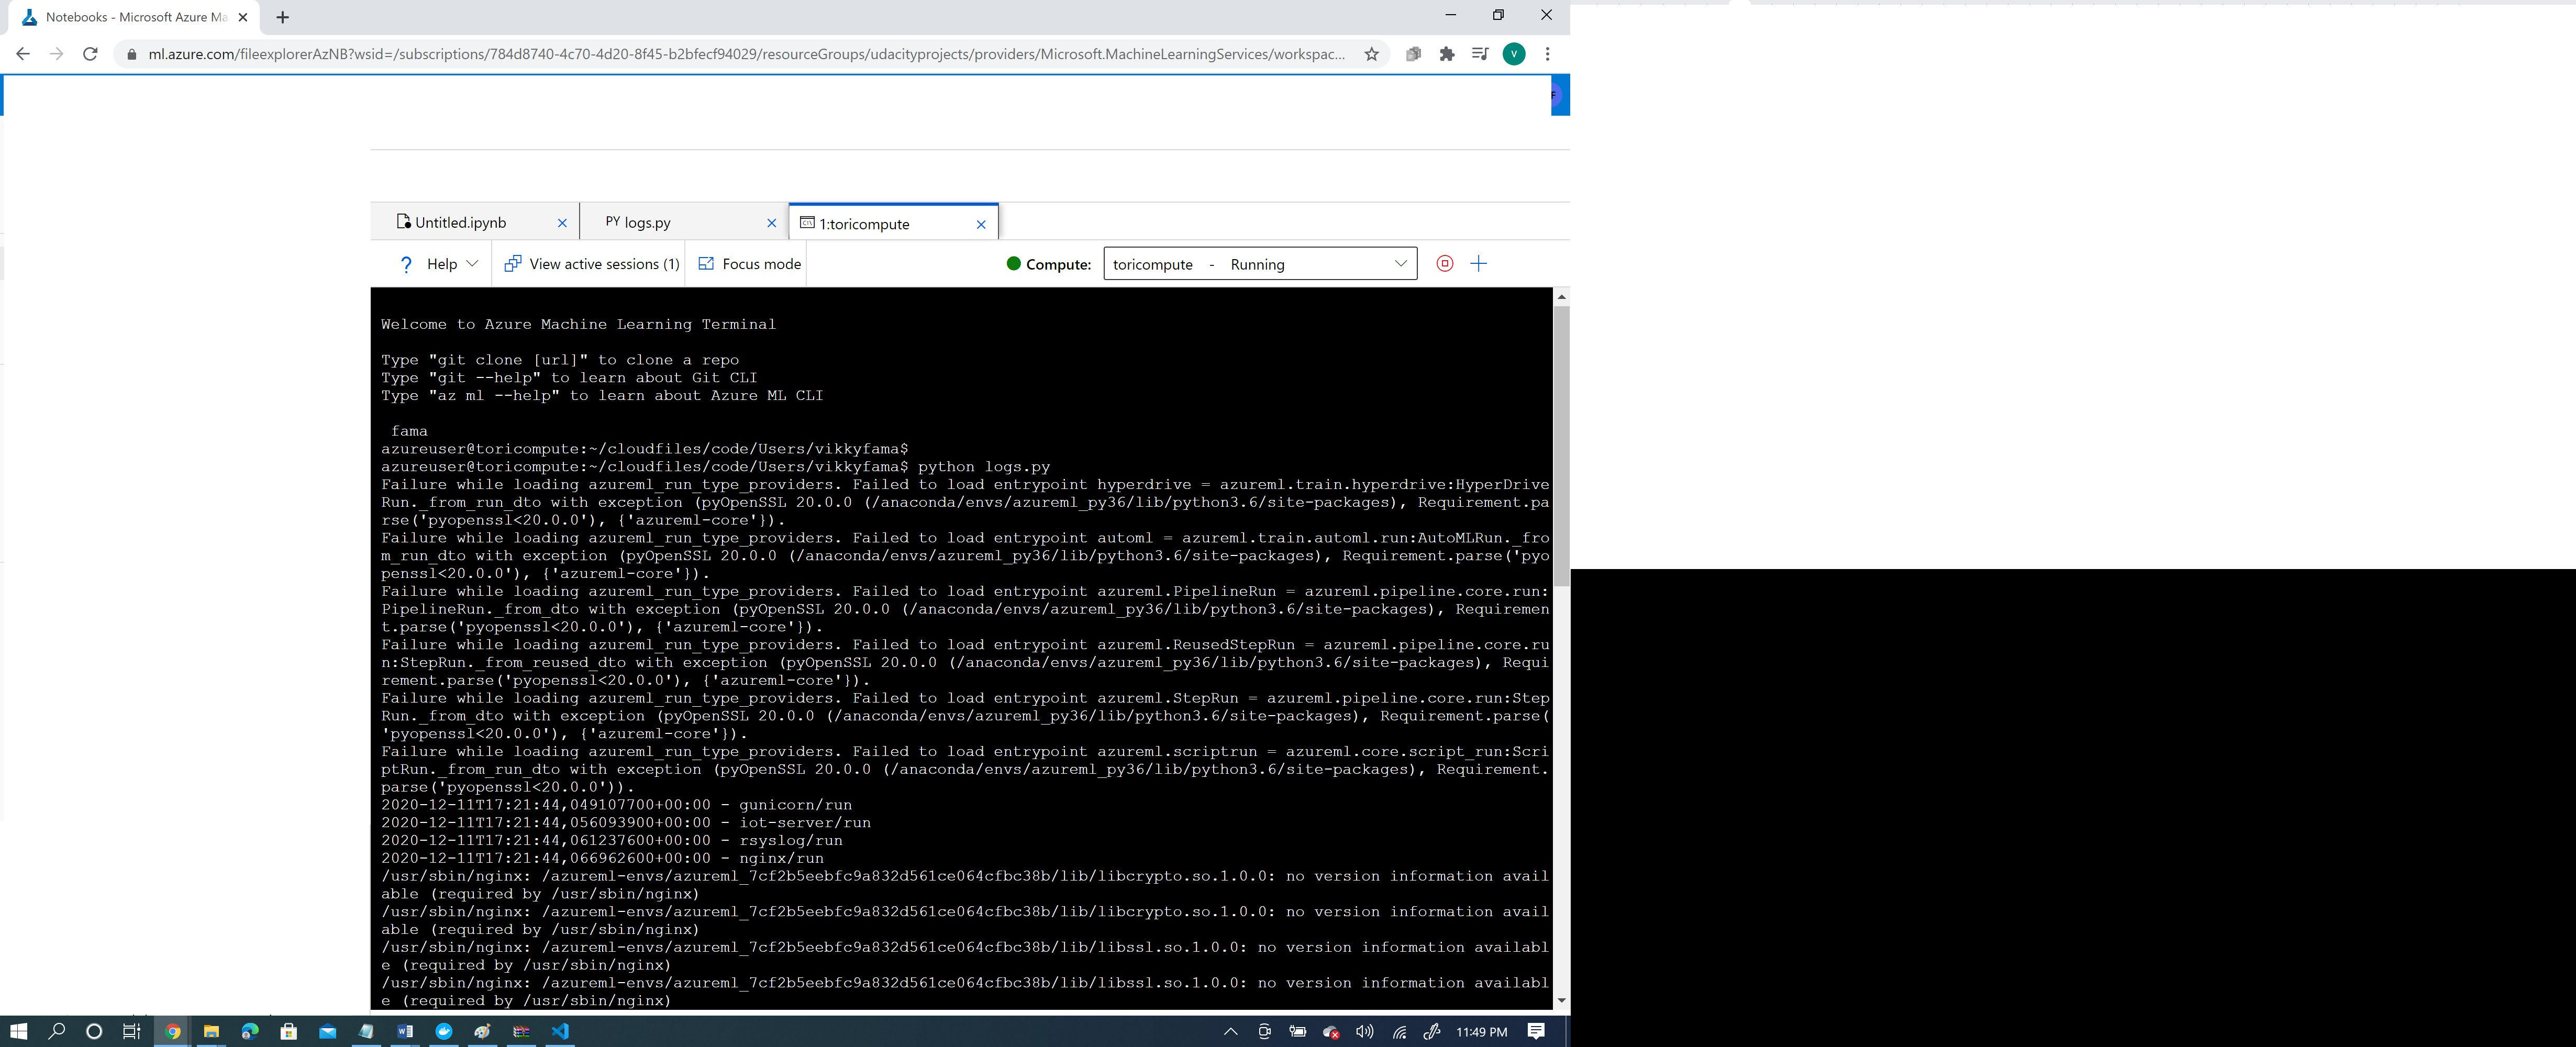 Notebooks - Microsoft Azure Ma
ml.azure.com/fileexplorerAzNB?wsid=/subscriptions/784d8740-4c70-4d20-8f45-b2bfecf94029/resourceGroups/udacityprojects/providers/Microsoft.MachineLearningServices/workspac...
V
F
Untitled.ipynb
PY logs.py
1:toricompute
? Help
View active sessions (1)
Focus mode
Compute:
toricompute - Running
Welcome to Azure Machine Learning Terminal
Type "git clone [url]" to clone a repo
Type "git --help" to learn about Git CLI
Type "az ml --help" to learn about Azure ML CLI
fama
azureuser@toricompute:~/cloudfiles/code/Users/vikkyfama$
azureuser@toricompute:~/cloudfiles/code/Users/vikkyfama$ python logs.py
Failure while loading azureml_run_type_providers. Failed to load entrypoint hyperdrive = azureml.train.hyperdrive:HyperDrive
Run._from_run_dto with exception (pyOpenSSL 20.0.0 (/anaconda/envs/azureml_py36/lib/python3.6/site-packages), Requirement.pa
rse('pyopenssl<20.0.0'), {'azureml-core'}).
Failure while loading azureml_run_type_providers. Failed to load entrypoint automl = azureml.train.automl.run:AutoMLRun._fro
m_run_dto with exception (pyOpenSSL 20.0.0 (/anaconda/envs/azureml_py36/lib/python3.6/site-packages), Requirement.parse('pyo
penssl<20.0.0'), {'azureml-core'}).
Failure while loading azureml_run_type_providers. Failed to load entrypoint azureml.PipelineRun = azureml.pipeline.core.run:
PipelineRun._from_dto with exception (pyOpenSSL 20.0.0 (/anaconda/envs/azureml_py36/lib/python3.6/site-packages), Requiremen
t.parse('pyopenssl<20.0.0'), {'azureml-core'}).
Failure while loading azureml_run_type_providers. Failed to load entrypoint azureml.ReusedStepRun = azureml.pipeline.core.ru
n:StepRun._from_reused_dto with exception (pyOpenSSL 20.0.0 (/anaconda/envs/azureml_py36/lib/python3.6/site-packages), Requi
rement.parse('pyopenssl<20.0.0'), {'azureml-core'}).
Failure while loading azureml_run_type_providers. Failed to load entrypoint azureml.StepRun = azureml.pipeline.core.run:Step
Run._from_dto with exception (pyOpenSSL 20.0.0 (/anaconda/envs/azureml_py36/lib/python3.6/site-packages), Requirement.parse(
'pyopenssl<20.0.0'), {'azureml-core'}).
Failure while loading azureml_run_type_providers. Failed to load entrypoint azureml.scriptrun = azureml.core.script_run:Scri
ptRun._from_run_dto with exception (pyOpenSSL 20.0.0 (/anaconda/envs/azureml_py36/lib/python3.6/site-packages), Requirement.
parse('pyopenssl<20.0.0')).
2020-12-11T17:21:44,049107700+00:00 - gunicorn/run
2020-12-11T17:21:44,056093900+00:00 - iot-server/run
2020-12-11T17:21:44,061237600+00:00 - rsyslog/run
2020-12-11T17:21:44,066962600+00:00 - nginx/run
/usr/sbin/nginx: /azureml-envs/azureml_7cf2b5eebfc9a832d561ce064cfbc38b/lib/libcrypto.so.1.0.0: no version information avail
able (required by /usr/sbin/nginx)
/usr/sbin/nginx: /azureml-envs/azureml_7cf2b5eebfc9a832d561ce064cfbc38b/lib/libcrypto.so.1.0.0: no version information avail
able (required by /usr/sbin/nginx)
/usr/sbin/nginx: /azureml-envs/azureml_7cf2b5eebfc9a832d561ce064cfbc38b/lib/libssl.so.1.0.0: no version information availabl
e (required by /usr/sbin/nginx)
/usr/sbin/nginx: /azureml-envs/azureml_7cf2b5eebfc9a832d561ce064cfbc38b/lib/libssl.so.1.0.0: no version information availabl
e (required by /usr/sbin/nginx)
11:49 PM